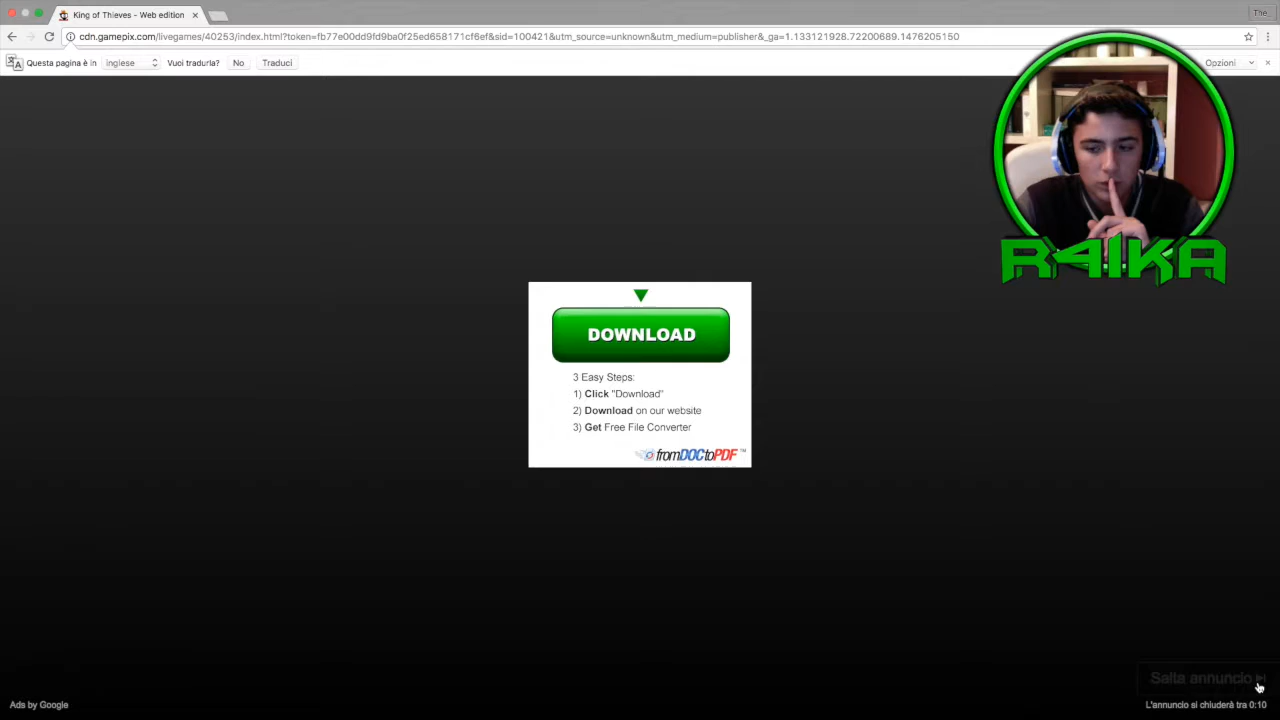 King of Thieves - Web edition
The
cdn.gamepix.com/livegames/40253/index.html?token=fb77e00dd9fd9ba0f25ed658171cf6ef&sid=100421&utm_source=unknown&utm_medium=publisher&_ga=1.133121928.72200689.1476205150
Questa pagina è in inglese Vuoi tradurla? No Traduci Opzioni
R41KA
DOWNLOAD
3 Easy Steps:
1) Click "Download"
2) Download on our website
3) Get Free File Converter
fromDOCtoPDF™
Salta annuncio
Ads by Google
L'annuncio si chiuderà tra 0:10